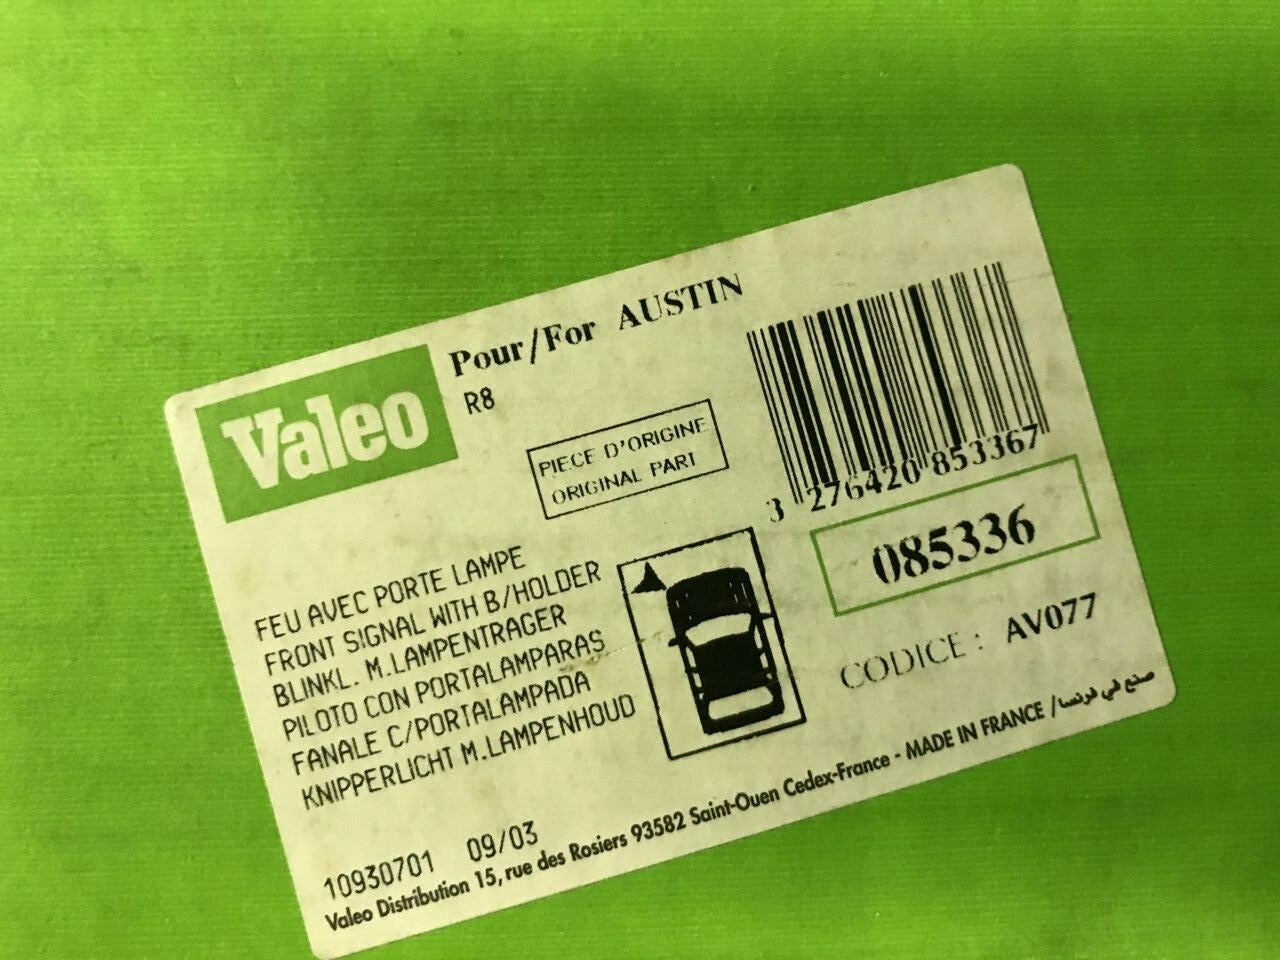 Valeo
Pour/For AUSTIN
R8
PIECE D'ORIGINE
ORIGINAL PART
3 276420 853367
085336
CODICE : AV077
FEU AVEC PORTE LAMPE
FRONT SIGNAL WITH B/HOLDER
BLINKL. M.LAMPENTRAGER
PILOTO CON PORTALAMPARAS
FANALE C/PORTALAMPADA
KNIPPERLICHT M.LAMPENHOUD
10930701 09/03
Valeo Distribution 15, rue des Rosiers 93582 Saint-Ouen Cedex-France - MADE IN FRANCE / صنع في فرنسا